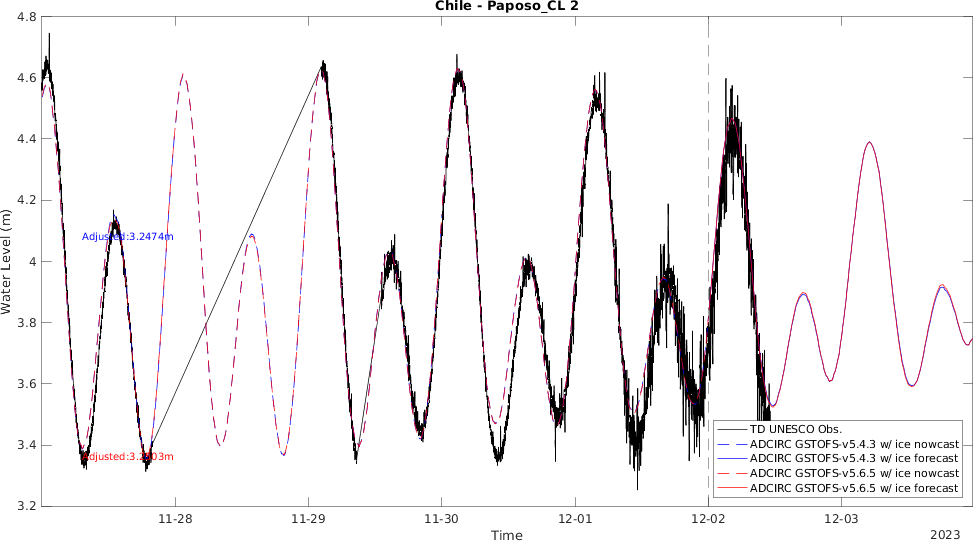 Chile - Paposo_CL 2
Water Level (m)
4.8
4.6
4.4
4.2
4
3.8
3.6
3.4
3.2
Adjusted:3.2474m
TD UNESCO Obs.
ADCIRC GSTOFS-v5.4.3 w/ ice nowcast
ADCIRC GSTOFS-v5.4.3 w/ ice forecast
ADCIRC GSTOFS-v5.6.5 w/ ice nowcast
ADCIRC GSTOFS-v5.6.5 w/ ice forecast
11-28
11-29
11-30
12-01
12-02
12-03
Time
2023